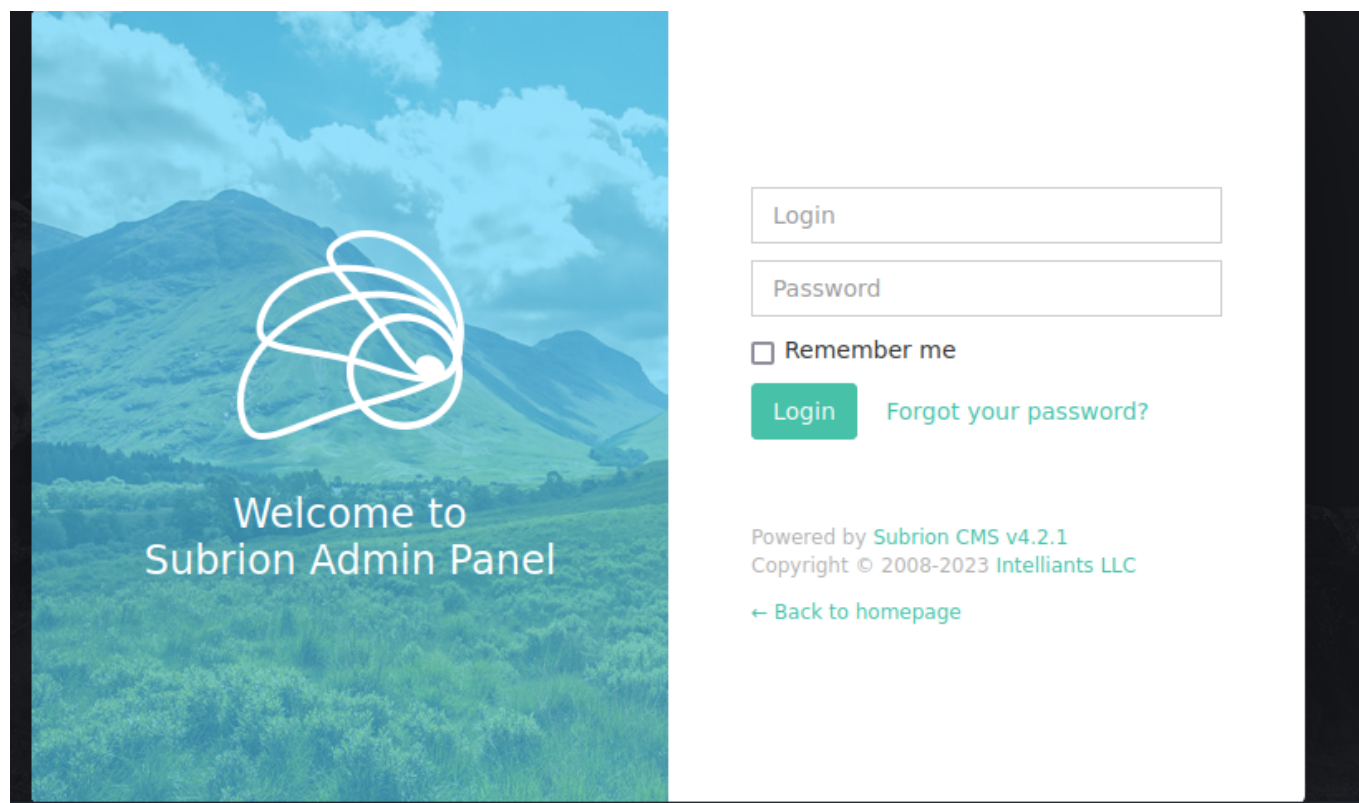 Welcome to
Subrion Admin Panel
Login
Password
Remember me
Login Forgot your password?
Powered by Subrion CMS v4.2.1
Copyright © 2008-2023 Intelliants LLC
← Back to homepage